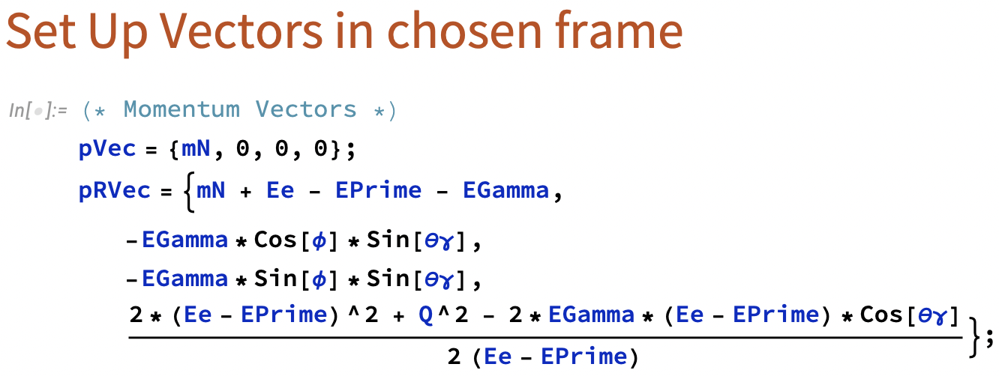 Set Up Vectors in chosen frame
In[•]:= (* Momentum Vectors *)
pVec = {mN, 0, 0, 0};
pRVec = {mN + Ee - EPrime - EGamma,
-EGamma * Cos[ϕ] * Sin[θγ],
-EGamma * Sin[ϕ] * Sin[θγ],
2 * (Ee - EPrime) ^ 2 + Q ^ 2 - 2 * EGamma * (Ee - EPrime) * Cos[θγ]
2 (Ee - EPrime)
};